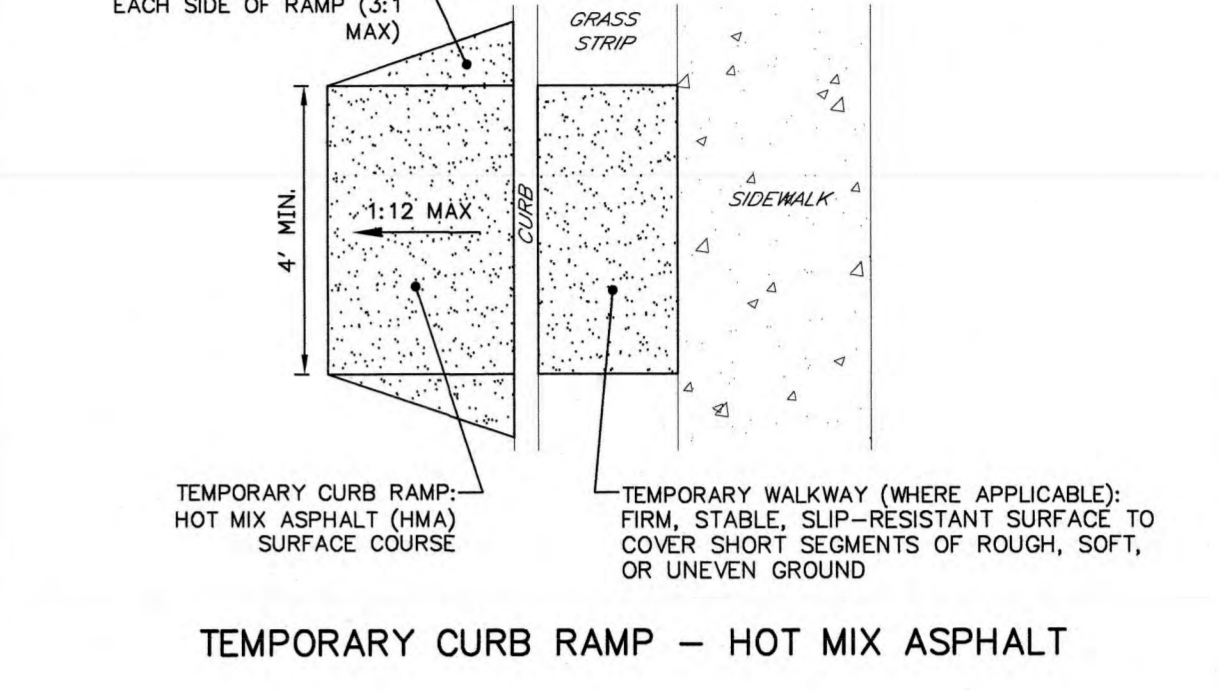 EACH SIDE OF RAMP (3:1
MAX)
GRASS
STRIP
4' MIN.
1:12 MAX
CURB
SIDEWALK
TEMPORARY CURB RAMP:
HOT MIX ASPHALT (HMA)
SURFACE COURSE
TEMPORARY WALKWAY (WHERE APPLICABLE):
FIRM, STABLE, SLIP-RESISTANT SURFACE TO
COVER SHORT SEGMENTS OF ROUGH, SOFT,
OR UNEVEN GROUND
TEMPORARY CURB RAMP - HOT MIX ASPHALT